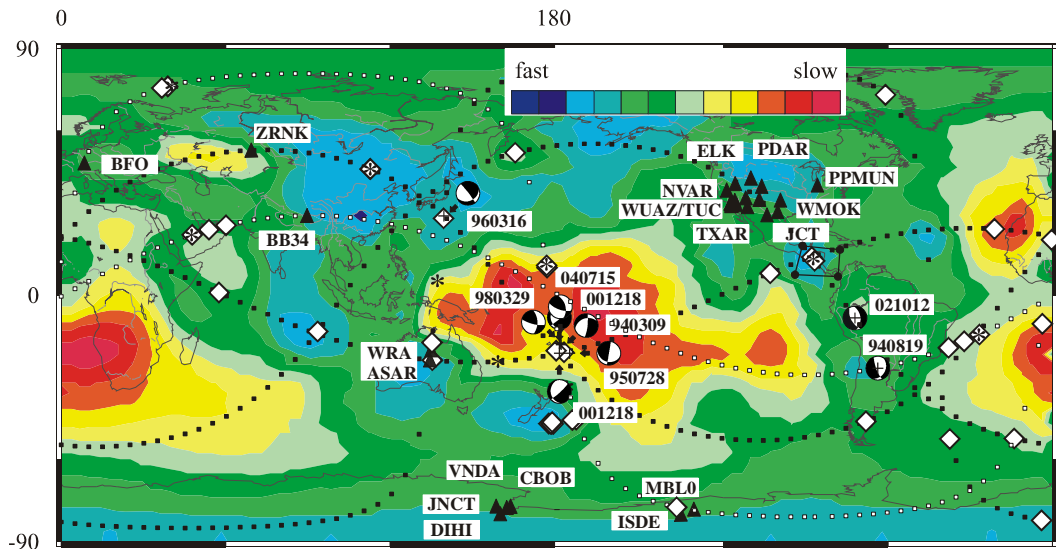 0 180
90
fast slow
ZRNK
BFO
ELK PDAR
NVAR PPMUN
960316
WUAZ/TUC WMOK
BB34 TXAR JCT
040715
0
980329 001218
021012
940309
940819
WRA
ASAR
950728
001218
VNDA
CBOB
MBL0
JNCT
ISDE
DIHI
-90